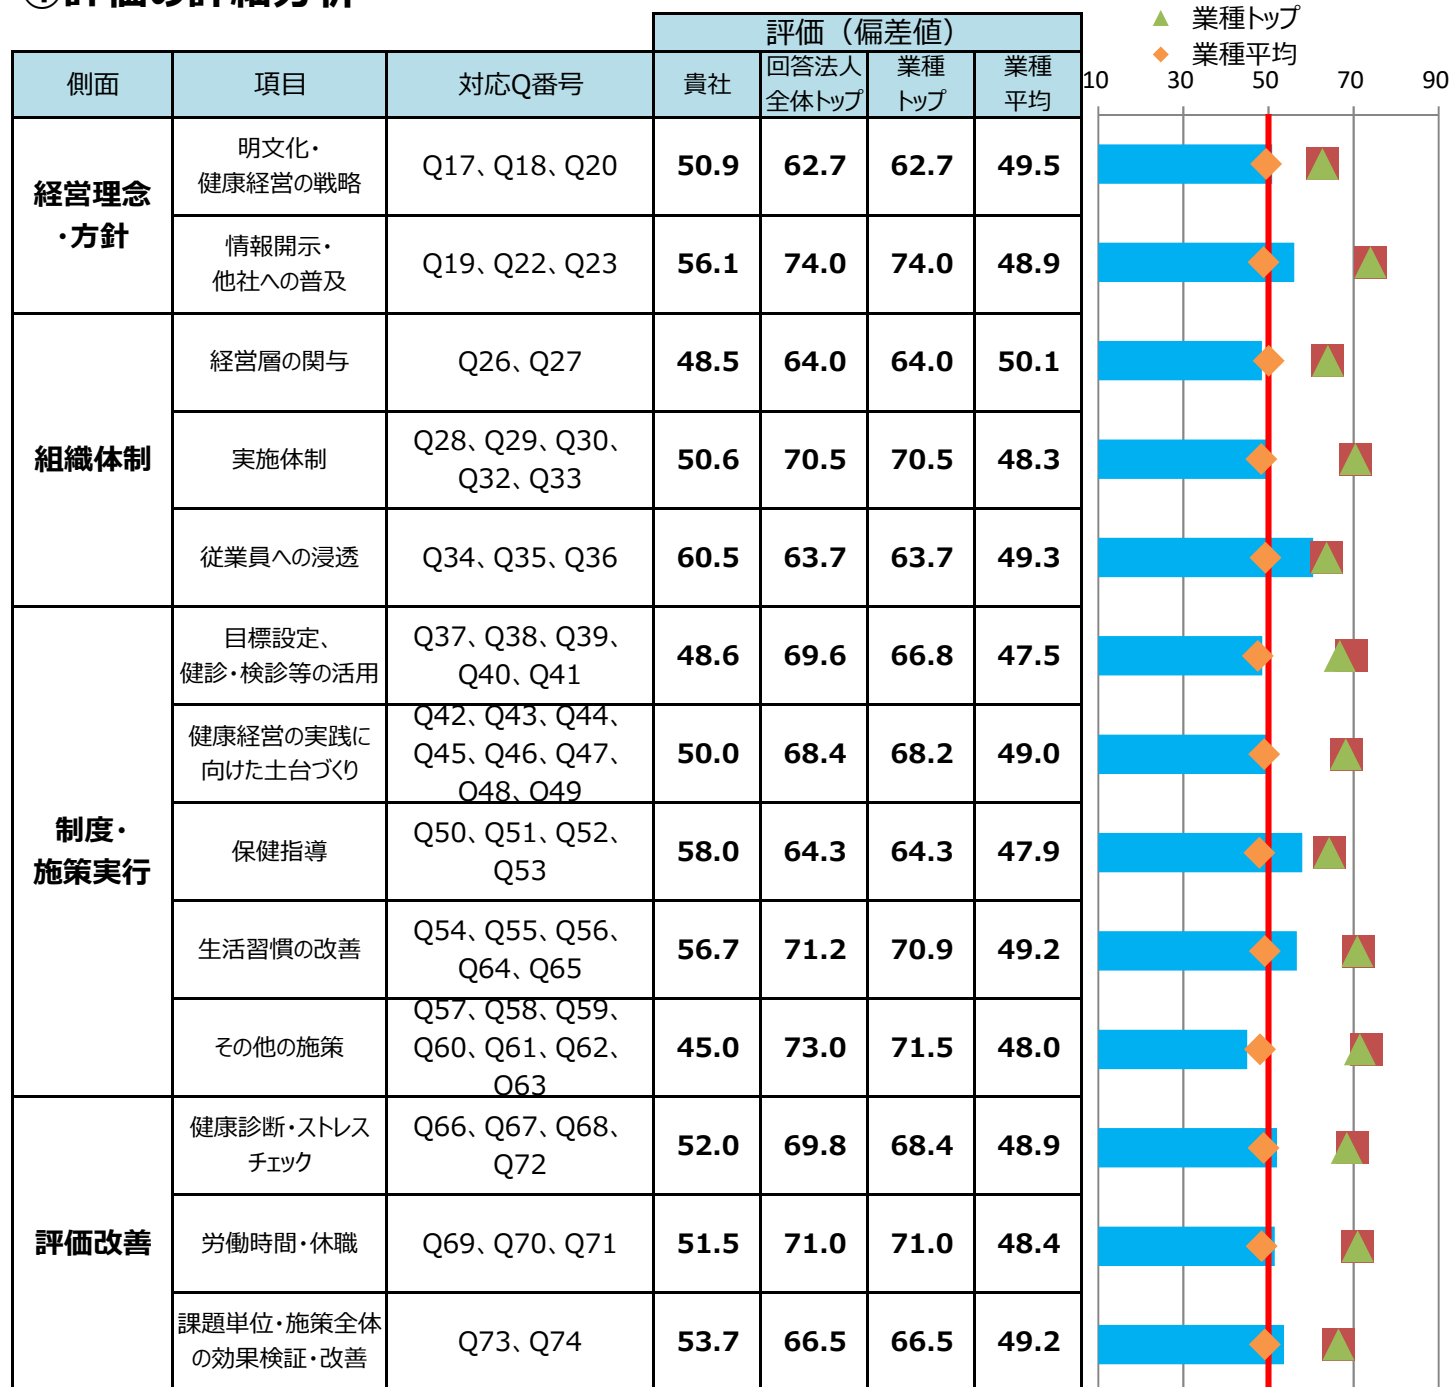 ①評価の詳細分析
▲ 業種トップ
◆ 業種平均
評価（偏差値）
側面 項目 対応Q番号 貴社 回答法人 業種 業種
全体トップ トップ 平均
10 30 50 70 90
経営理念
・方針
明文化・
健康経営の戦略
Q17、Q18、Q20 50.9 62.7 62.7 49.5
情報開示・
他社への普及
Q19、Q22、Q23 56.1 74.0 74.0 48.9
組織体制
経営層の関与 Q26、Q27 48.5 64.0 64.0 50.1
実施体制
Q28、Q29、Q30、
Q32、Q33
50.6 70.5 70.5 48.3
従業員への浸透 Q34、Q35、Q36 60.5 63.7 63.7 49.3
制度・
施策実行
目標設定、
健診・検診等の活用
Q37、Q38、Q39、
Q40、Q41
48.6 69.6 66.8 47.5
健康経営の実践に
向けた土台づくり
Q42、Q43、Q44、
Q45、Q46、Q47、
Q48、Q49
50.0 68.4 68.2 49.0
保健指導
Q50、Q51、Q52、
Q53
58.0 64.3 64.3 47.9
生活習慣の改善
Q54、Q55、Q56、
Q64、Q65
56.7 71.2 70.9 49.2
その他の施策
Q57、Q58、Q59、
Q60、Q61、Q62、
Q63
45.0 73.0 71.5 48.0
評価改善
健康診断・ストレス
チェック
Q66、Q67、Q68、
Q72
52.0 69.8 68.4 48.9
労働時間・休職 Q69、Q70、Q71 51.5 71.0 71.0 48.4
課題単位・施策全体
の効果検証・改善
Q73、Q74 53.7 66.5 66.5 49.2